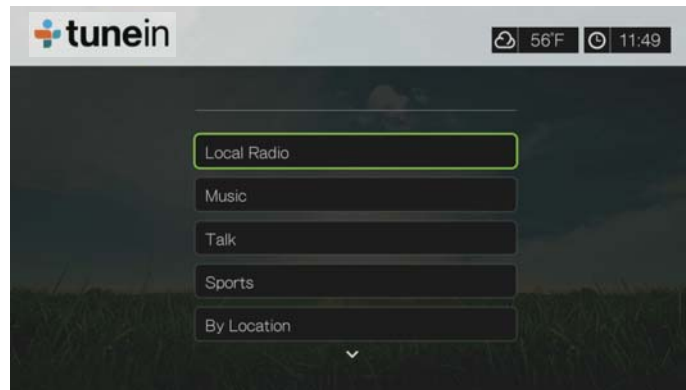 tunein
56°F 11:49
Local Radio
Music
Talk
Sports
By Location